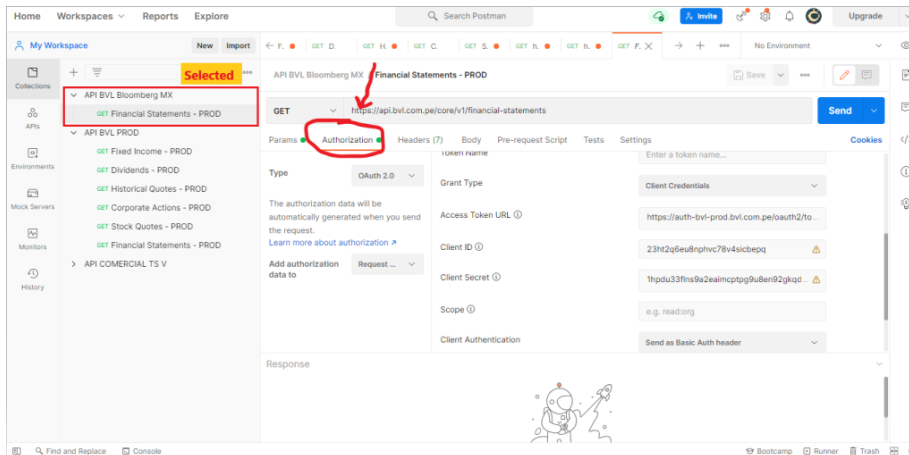 Home Workspaces Reports Explore Search Postman Invite Upgrade
My Workspace New Import GET D. GET H. GET C. GET S. GET h. GET h. GET F. No Environment
Collections
Selected
API BVL Bloomberg MX / Financial Statements - PROD Save
API BVL Bloomberg MX
GET Financial Statements - PROD
GET https://api.bvl.com.pe/core/v1/financial-statements Send
APIs
API BVL PROD
Params Authorization Headers (7) Body Pre-request Script Tests Settings Cookies
GET Fixed Income - PROD
Token Name Enter a token name...
Environments
GET Dividends - PROD
Type OAuth 2.0
Grant Type Client Credentials
GET Historical Quotes - PROD
Mock Servers
GET Corporate Actions - PROD
The authorization data will be
automatically generated when you send
the request.
Access Token URL https://auth-bvl-prod.bvl.com.pe/oauth2/to...
GET Stock Quotes - PROD
Monitors
GET Financial Statements - PROD
Learn more about authorization
Client ID 23ht2q6eu8nphvc78v4sicbepq
API COMERCIAL TS V
Add authorization
data to
Request ...
History
Client Secret 1hpdu33flns9a2eaimcptpg9u8en92gkqd...
Scope e.g. read:org
Client Authentication Send as Basic Auth header
Response
Find and Replace Console Bootcamp Runner Trash